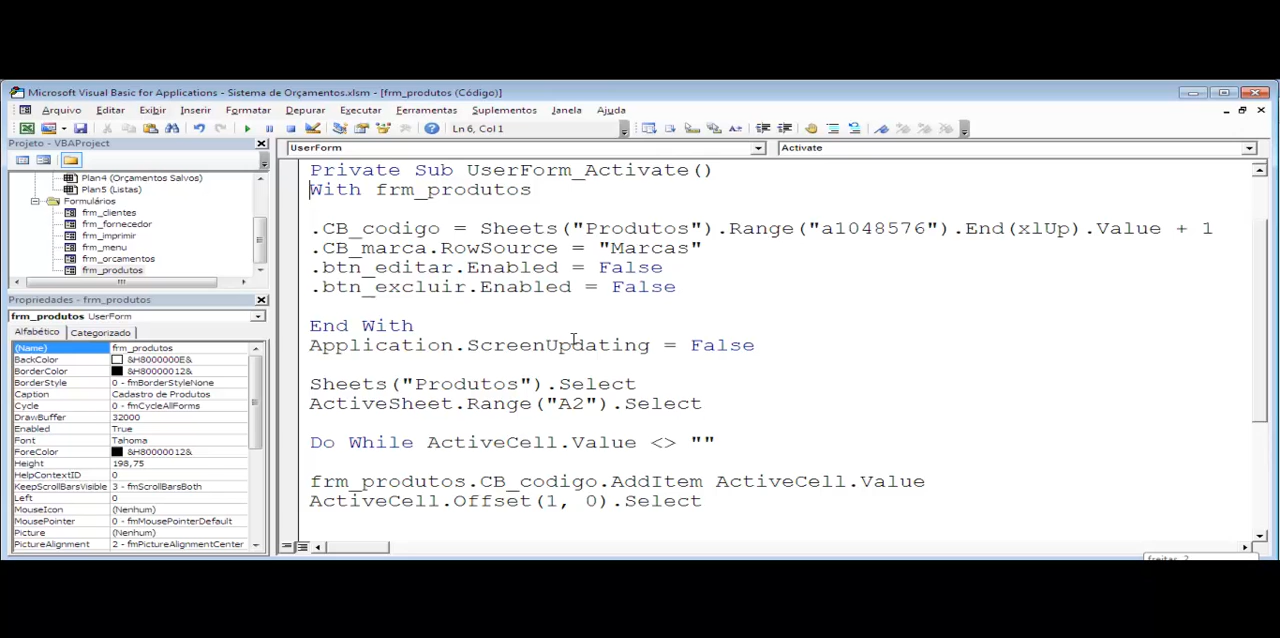 Microsoft Visual Basic for Applications - Sistema de Orçamentos.xlsm - [frm_produtos (Código)]
Arquivo Editar Exibir Inserir Formatar Depurar Executar Ferramentas Suplementos Janela Ajuda
Ln 6, Col 1
Projeto - VBAProject
Plan4 (Orçamentos Salvos)
Plan5 (Listas)
Formulários
frm_clientes
frm_fornecedor
frm_imprimir
frm_menu
frm_orcamentos
frm_produtos
Propriedades - frm_produtos
frm_produtos UserForm
Alfabético Categorizado
(Name) frm_produtos
BackColor &H8000000E&
BorderColor &H80000012&
BorderStyle 0 - fmBorderStyleNone
Caption Cadastro de Produtos
Cycle 0 - fmCycleAllForms
DrawBuffer 32000
Enabled True
Font Tahoma
ForeColor &H80000012&
Height 198,75
HelpContextID 0
KeepScrollBarsVisible 3 - fmScrollBarsBoth
Left 0
MouseIcon (Nenhum)
MousePointer 0 - fmMousePointerDefault
Picture (Nenhum)
PictureAlignment 2 - fmPictureAlignmentCenter
UserForm Activate
Private Sub UserForm_Activate()
With frm_produtos
.CB_codigo = Sheets("Produtos").Range("a1048576").End(xlUp).Value + 1
.CB_marca.RowSource = "Marcas"
.btn_editar.Enabled = False
.btn_excluir.Enabled = False
End With
Application.ScreenUpdating = False
Sheets("Produtos").Select
ActiveSheet.Range("A2").Select
Do While ActiveCell.Value <> ""
frm_produtos.CB_codigo.AddItem ActiveCell.Value
ActiveCell.Offset(1, 0).Select